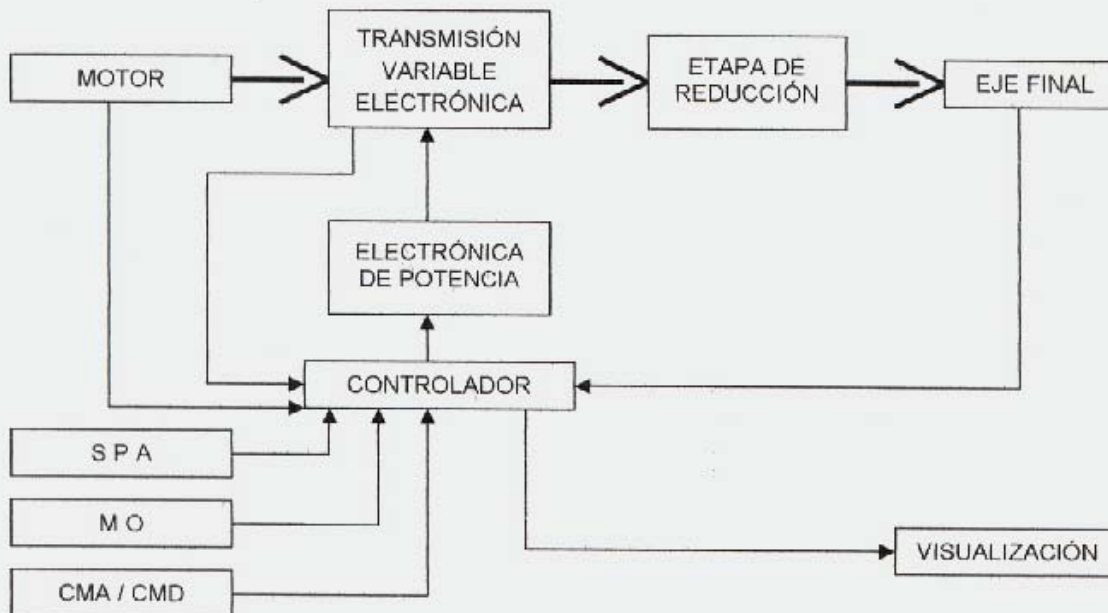 MOTOR
TRANSMISIÓN
VARIABLE
ELECTRÓNICA
ETAPA DE
REDUCCIÓN
EJE FINAL
ELECTRÓNICA
DE POTENCIA
CONTROLADOR
S P A
M O
CMA / CMD
VISUALIZACIÓN